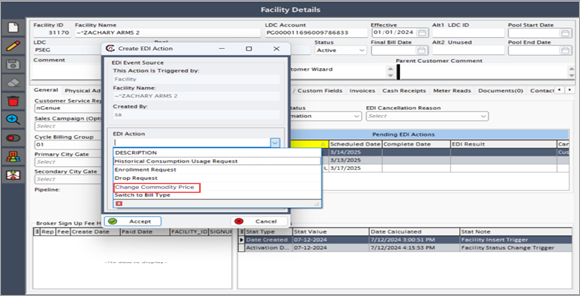 Facility Details
Facility ID Facility Name LDC Account Effective Alt1 LDC ID Pool Start Date
31170 ~*ZACHARY ARMS 2 PG000011696009786833 01/01/2024
LDC Status Final Bill Date Alt2 Unused Pool End Date
PSEG Active
Comment Customer Wizard Parent Customer Comment
Create EDI Action
EDI Event Source
This Action is Triggered by:
Facility
Facility Name:
~*ZACHARY ARMS 2
Created By:
sa
EDI Action
DESCRIPTION
Historical Consumption Usage Request
Enrollment Request
Drop Request
Change Commodity Price
Switch to Bill Type
Accept Cancel
General Physical Ad Custom Fields Invoices Cash Receipts Meter Reads Documents(0) Contact
Customer Service Rep
nGenue
Sales Campaign (Opti
Select
Cycle Billing Group
01
Primary City Gate
Select
Secondary City Gate
Select
Pipeline:
Status EDI Cancellation Reason
mation Select
Pending EDI Actions
Scheduled Date Complete Date EDI Result Can
3/14/2025 Cus
3/13/2025
L 3/17/2025
Broker Sign Up Fee H
Rep Fee Create Date Paid Date FACILITY_ID SIGNUP
Stat Type Stat Value Date Calculated Stat Note
Date Created 07-12-2024 7/12/2024 3:00:51 PM Facility Insert Trigger
Activation D... 07-12-2024 7/12/2024 4:15:53 PM Facility Status Change Trigger